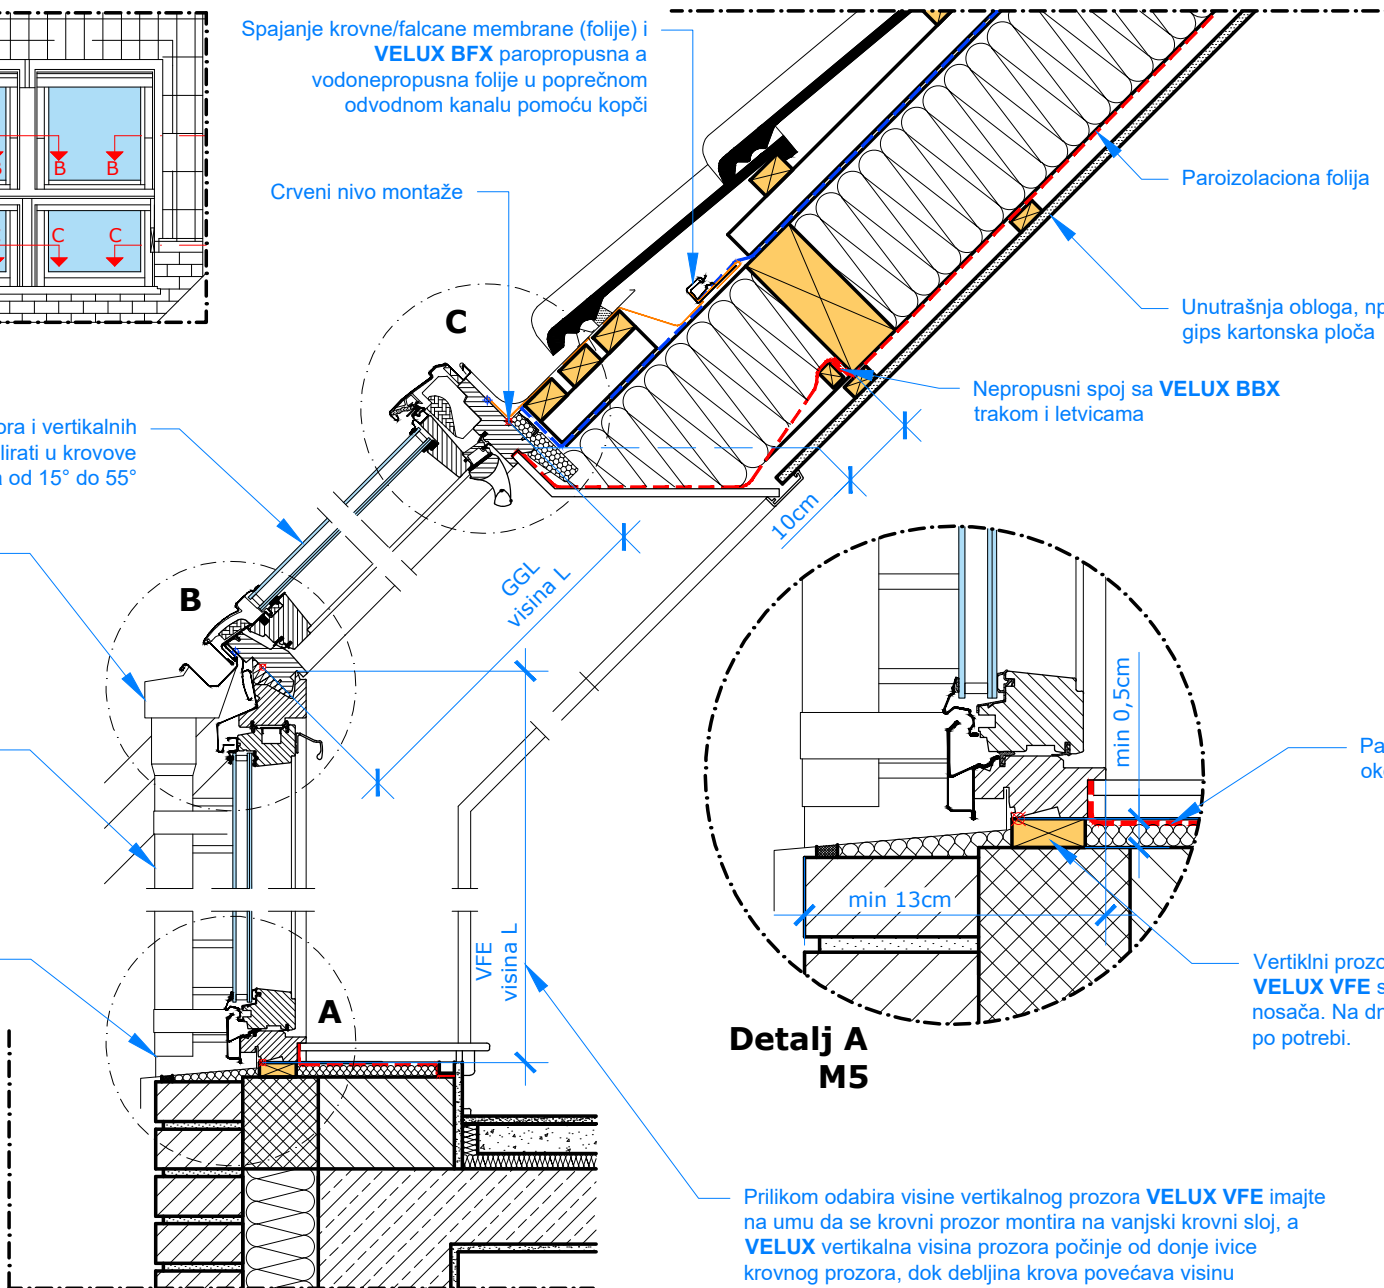 Spajanje krovne/falcane membrane (folije) i
VELUX BFX paropropusna a
vodonepropusna folije u poprečnom
odvodnom kanalu pomoću kopči
B
B
C
C
Crveni nivo montaže
Paroizolaciona folija
Unutrašnja obloga, np
gips kartonska ploča
Nepropusni spoj sa VELUX BBX
trakom i letvicama
ora i vertikalnih
lirati u krovove
od 15° do 55°
C
B
A
10cm
GGL
visina L
VFE
visina L
min 0,5cm
min 13cm
Pa
ok
Vertiklni prozo
VELUX VFE s
nosača. Na dn
po potrebi.
Detalj A
M5
Prilikom odabira visine vertikalnog prozora VELUX VFE imajte
na umu da se krovni prozor montira na vanjski krovni sloj, a
VELUX vertikalna visina prozora počinje od donje ivice
krovnog prozora, dok debljina krova povećava visinu